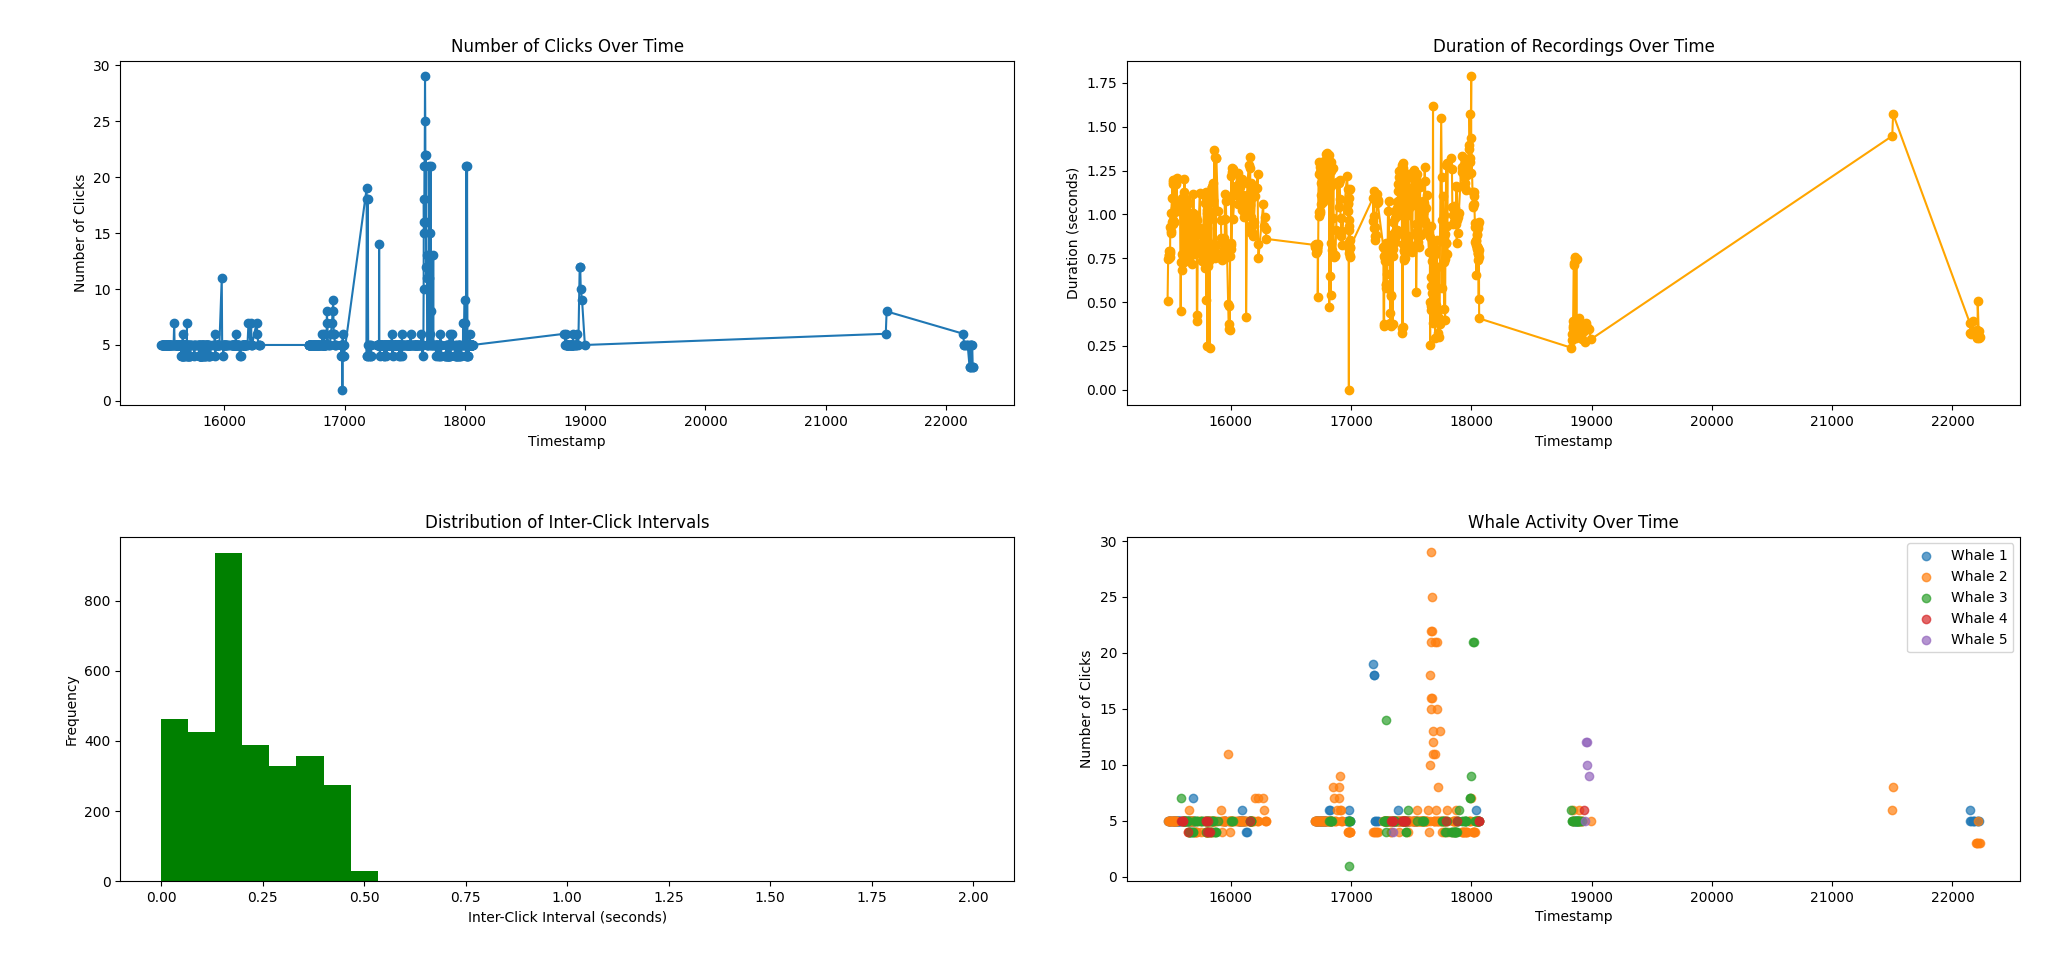 Number of Clicks Over Time
Number of Clicks
30
25
20
15
10
5
0
16000 17000 18000 19000 20000 21000 22000
Timestamp
Duration of Recordings Over Time
Duration (seconds)
1.75
1.50
1.25
1.00
0.75
0.50
0.25
0.00
16000 17000 18000 19000 20000 21000 22000
Timestamp
Distribution of Inter-Click Intervals
Frequency
800
600
400
200
0
0.00 0.25 0.50 0.75 1.00 1.25 1.50 1.75 2.00
Inter-Click Interval (seconds)
Whale Activity Over Time
Number of Clicks
30
25
20
15
10
5
0
16000 17000 18000 19000 20000 21000 22000
Timestamp
Whale 1
Whale 2
Whale 3
Whale 4
Whale 5